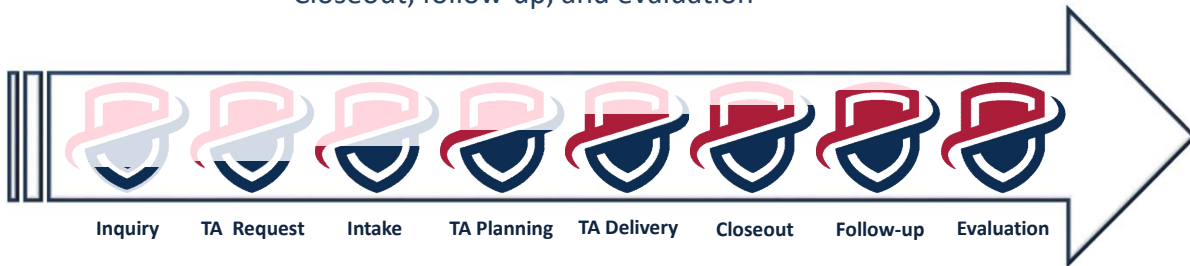 Closeout, follow-up, and evaluation
Inquiry TA Request Intake TA Planning TA Delivery Closeout Follow-up Evaluation